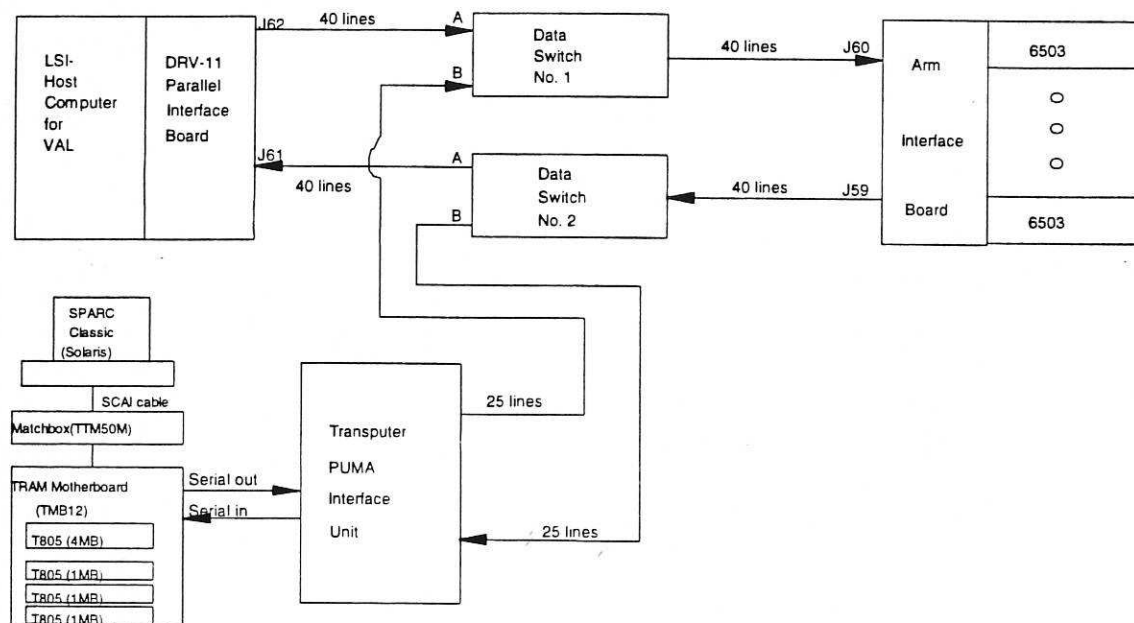 LSI-
Host
Computer
for
VAL
DRV-11
Parallel
Interface
Board
J62
40 lines
A
B
Data
Switch
No. 1
40 lines
J60
Arm
Interface
Board
6503
O
O
O
6503
J61
40 lines
A
B
Data
Switch
No. 2
40 lines
J59
SPARC
Classic
(Solaris)
SCAI cable
Matchbox(TTM50M)
TRAM Motherboard
(TMB12)
T805 (4MB)
T805 (1MB)
T805 (1MB)
T805 (1MB)
Serial out
Serial in
Transputer
PUMA
Interface
Unit
25 lines
25 lines